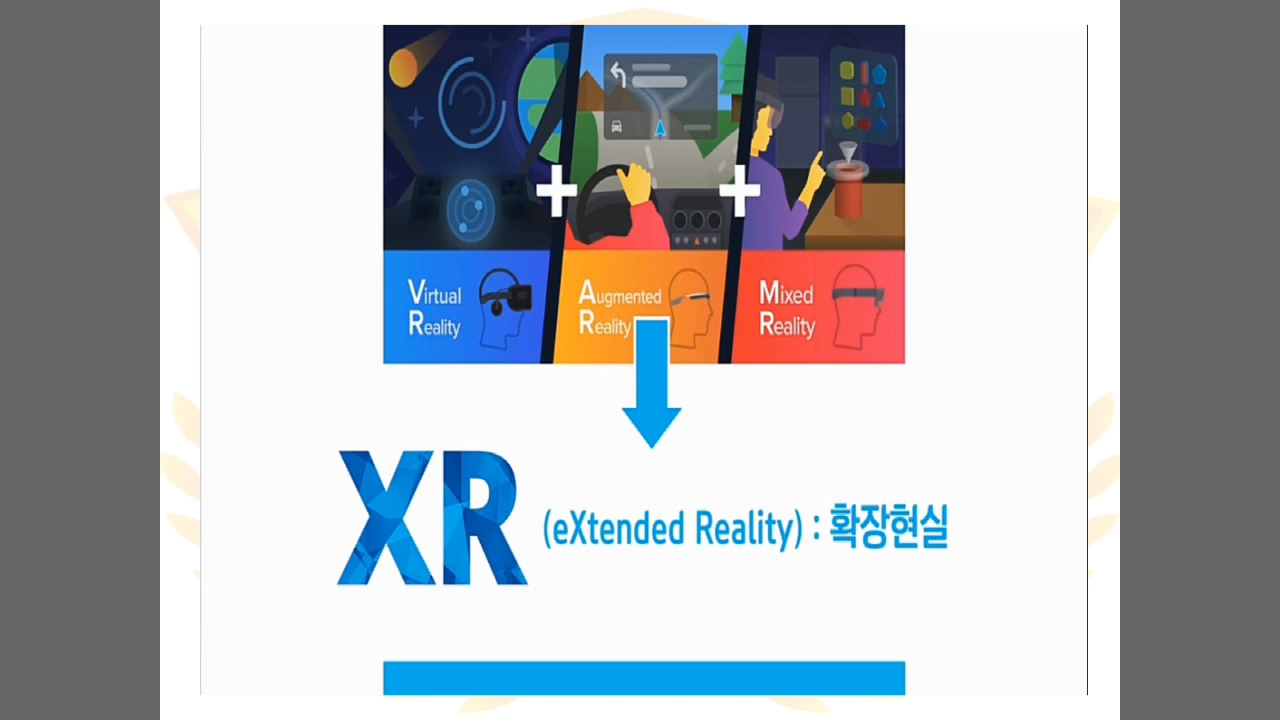 Virtual
Reality
Augmented
Reality
Mixed
Reality
XR (eXtended Reality) : 확장현실